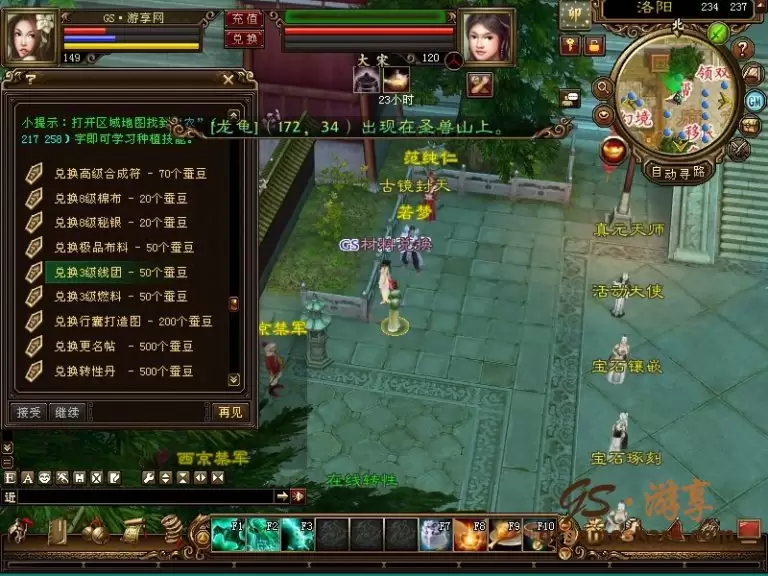 GS·游享网
149
充值
兑换
大宋
120
23小时
卯
洛阳
234 237
北
领双
GM
幻境
自动寻路
小提示：打开区域地图找到“农”
217 258）字即可学习种植技能。
[龙龟]（172，34）出现在圣兽山上。
兑换高级合成符 - 70个蚕豆
兑换8级棉布 - 20个蚕豆
兑换8级秘银 - 20个蚕豆
兑换极品布料 - 50个蚕豆
兑换3级线团 - 50个蚕豆
兑换3级燃料 - 50个蚕豆
兑换行囊打造图 - 200个蚕豆
兑换更名帖 - 500个蚕豆
兑换转性丹 - 500个蚕豆
接受
继续
再见
范纯仁
古镜封天
若梦
GS材料兑换
真元天师
活动大使
京禁军
宝石镶嵌
宝石琢刻
西京禁军
在线转性
近
GS·游享
F1
F2
F3
F7
F8
F9
F10